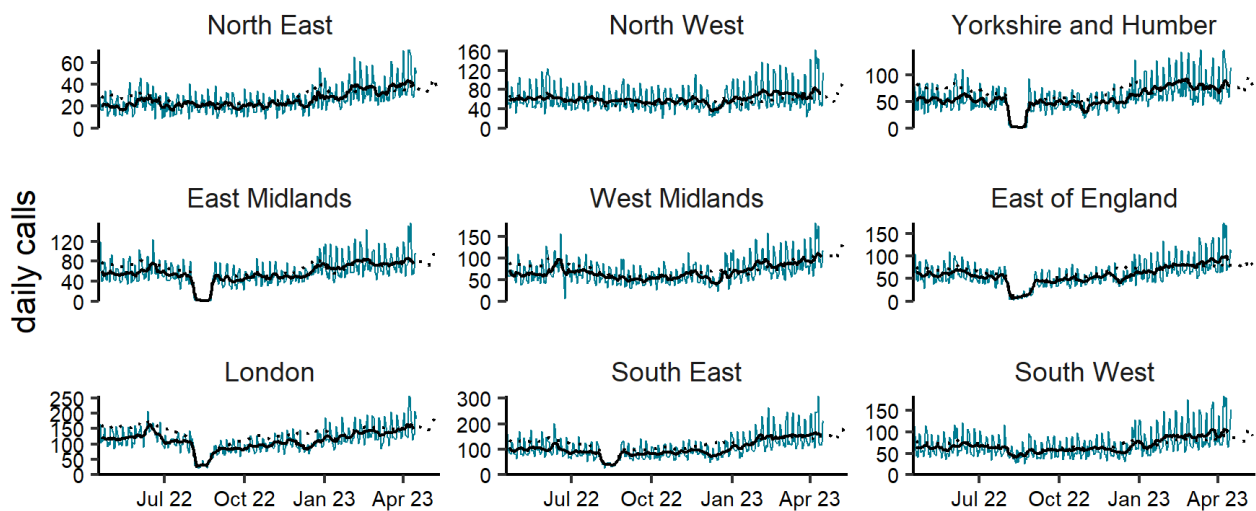 North East
North West
Yorkshire and Humber
60
40
20
0
160
120
80
40
0
100
50
0
daily calls
East Midlands
West Midlands
East of England
120
80
40
0
150
100
50
0
150
100
50
0
London
South East
South West
250
200
150
100
50
0
300
200
100
0
150
100
50
0
Jul 22 Oct 22 Jan 23 Apr 23
Jul 22 Oct 22 Jan 23 Apr 23
Jul 22 Oct 22 Jan 23 Apr 23